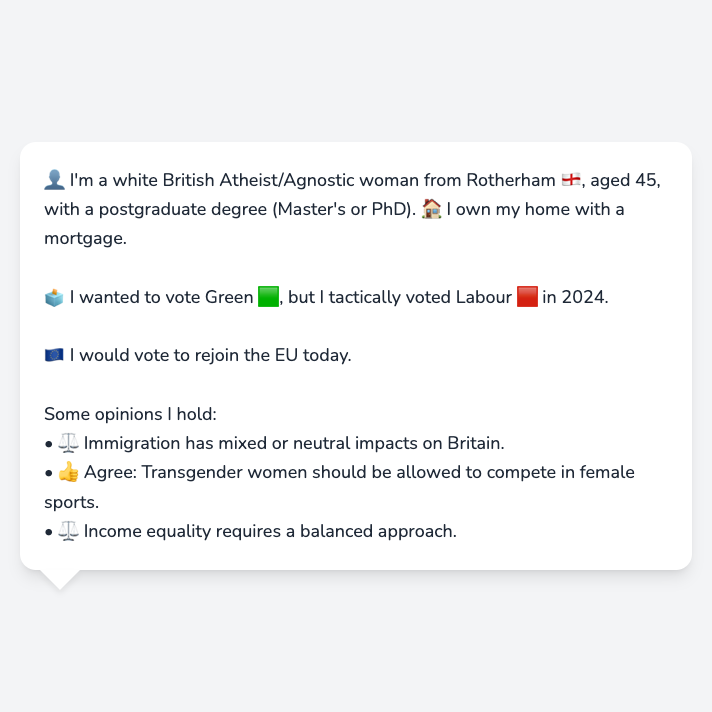 👤 I'm a white British Atheist/Agnostic woman from Rotherham 🏴󠁧󠁢󠁥󠁮󠁧󠁿, aged 45,
with a postgraduate degree (Master's or PhD). 🏠 I own my home with a
mortgage.
🗳️ I wanted to vote Green 🟩, but I tactically voted Labour 🟥 in 2024.
🇪🇺 I would vote to rejoin the EU today.
Some opinions I hold:
• ⚖️ Immigration has mixed or neutral impacts on Britain.
• 👍 Agree: Transgender women should be allowed to compete in female
sports.
• ⚖️ Income equality requires a balanced approach.